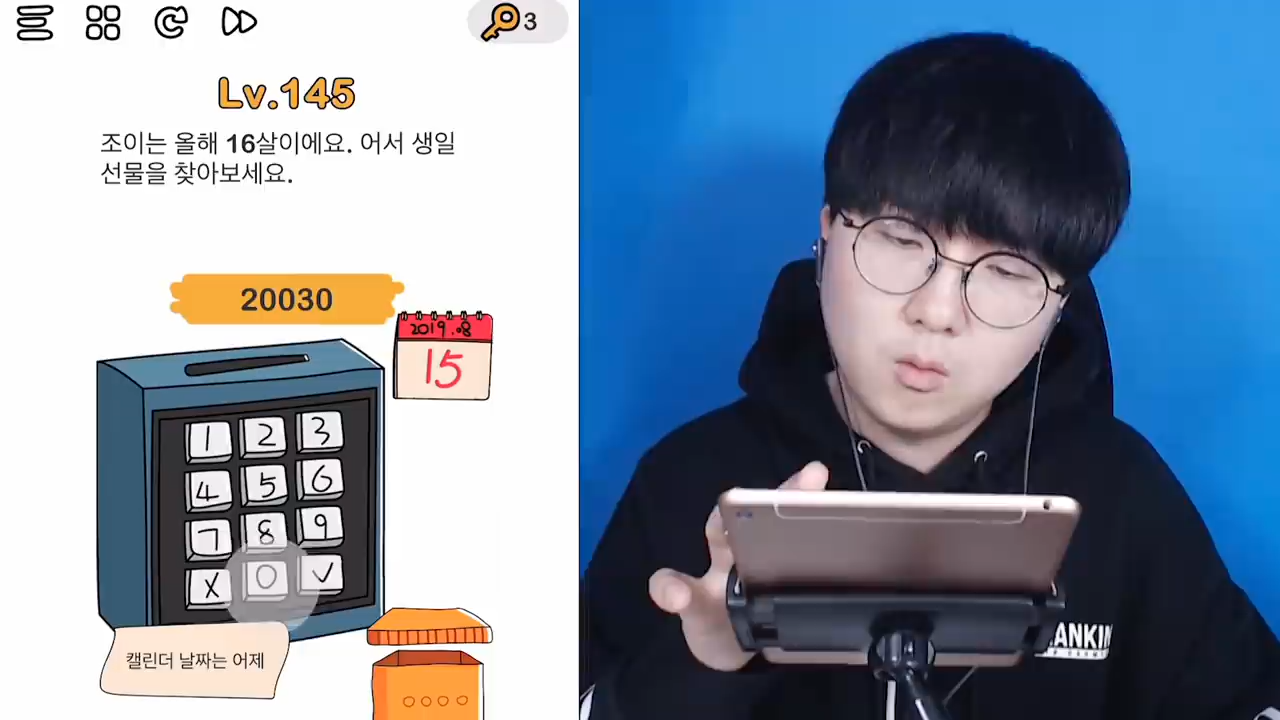 3
Lv.145
조이는 올해 16살이에요. 어서 생일
선물을 찾아보세요.
20030
2019.8
15
1 2 3
4 5 6
7 8 9
X 0 ✓
캘린더 날짜는 어제